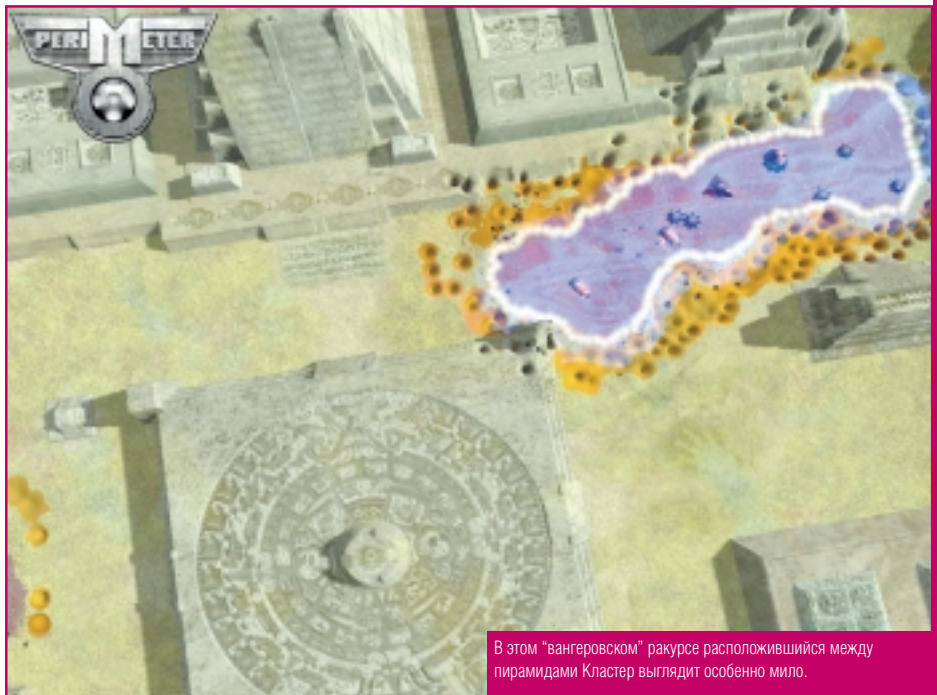 PERIMETER
В этом “вангеровском” ракурсе расположившийся между
пирамидами Кластер выглядит особенно мило.